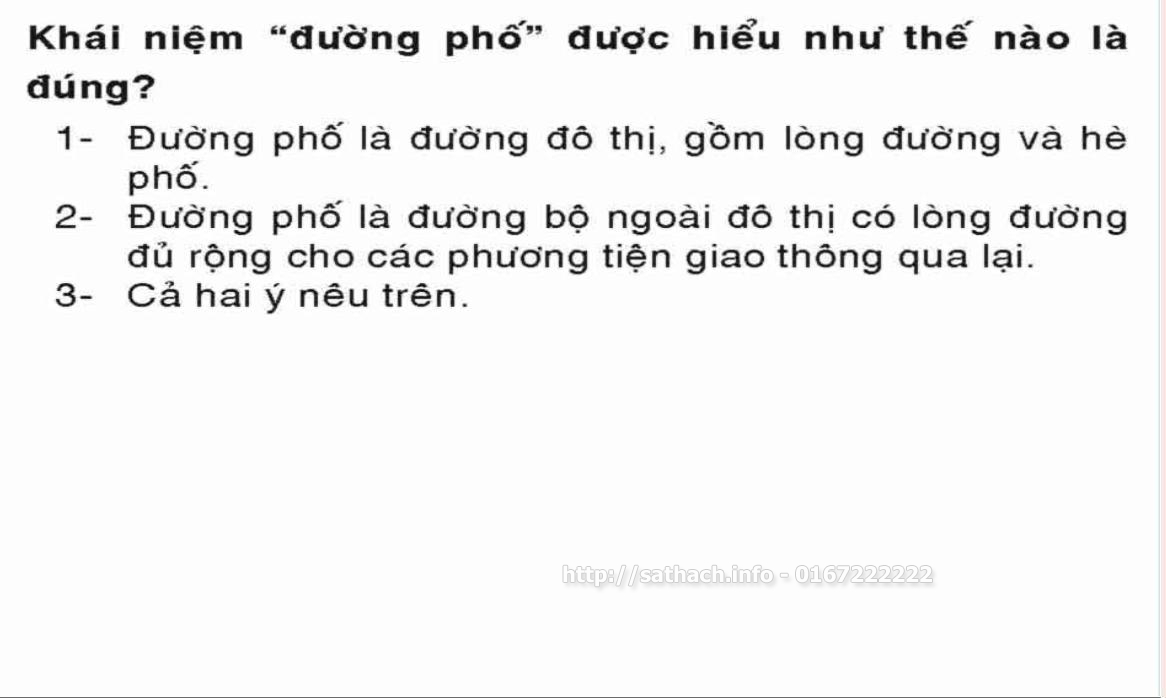 Khái niệm “đường phố” được hiểu như thế nào là
đúng?
1- Đường phố là đường đô thị, gồm lòng đường và hè
phố.
2- Đường phố là đường bộ ngoài đô thị có lòng đường
đủ rộng cho các phương tiện giao thông qua lại.
3- Cả hai ý nêu trên.
http://sathach.info - 0167222222